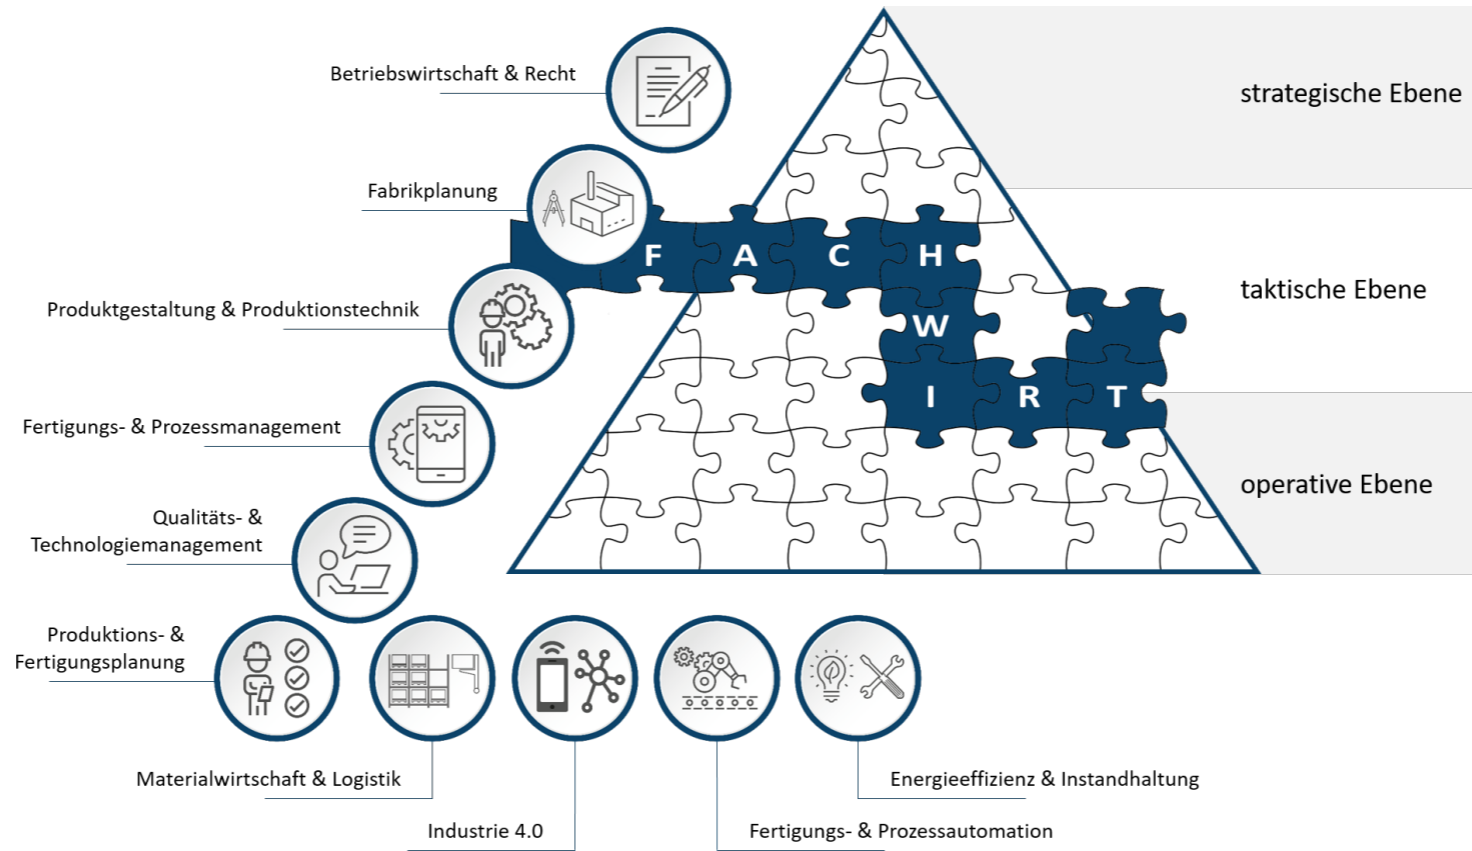 Betriebswirtschaft & Recht
strategische Ebene
Fabrikplanung
F A C H
W
I R T
taktische Ebene
Produktgestaltung & Produktionstechnik
Fertigungs- & Prozessmanagement
operative Ebene
Qualitäts- &
Technologiemanagement
Produktions- &
Fertigungsplanung
Materialwirtschaft & Logistik
Energieeffizienz & Instandhaltung
Industrie 4.0
Fertigungs- & Prozessautomation